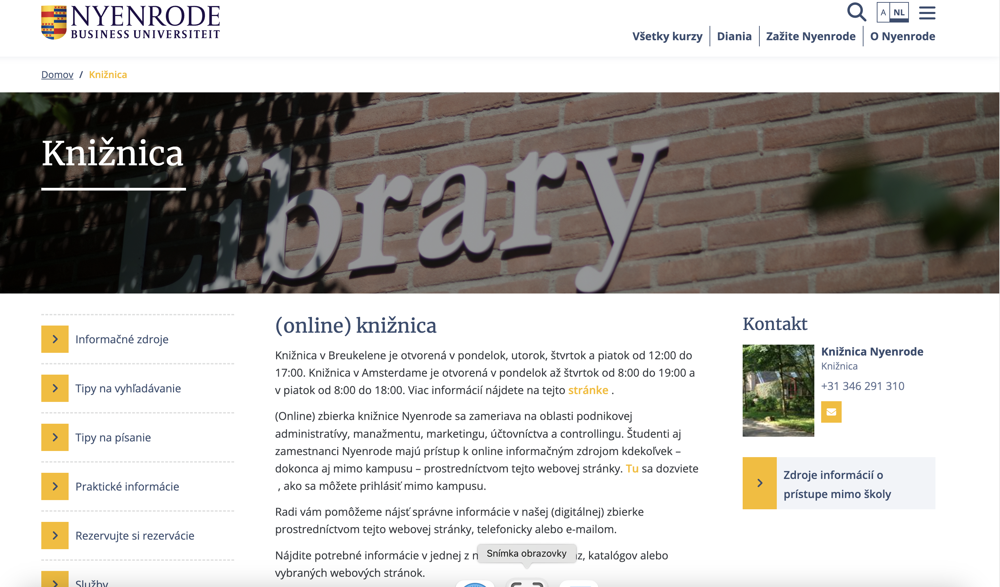 NYENRODE
BUSINESS UNIVERSITEIT
A NL
Všetky kurzy
Diania
Zažite Nyenrode
O Nyenrode
Domov / Knižnica
Knižnica
Library
Informačné zdroje
Tipy na vyhľadávanie
Tipy na písanie
Praktické informácie
Rezervujte si rezervácie
Služby
(online) knižnica
Knižnica v Breukelene je otvorená v pondelok, utorok, štvrtok a piatok od 12:00 do
17:00. Knižnica v Amsterdame je otvorená v pondelok až štvrtok od 8:00 do 19:00 a
v piatok od 8:00 do 18:00. Viac informácií nájdete na tejto stránke .
(Online) zbierka knižnice Nyenrode sa zameriava na oblasti podnikovej
administratívy, manažmentu, marketingu, účtovníctva a controllingu. Študenti aj
zamestnanci Nyenrode majú prístup k online informačným zdrojom kdekoľvek –
dokonca aj mimo kampusu – prostredníctvom tejto webovej stránky. Tu sa dozviete
, ako sa môžete prihlásiť mimo kampusu.
Radi vám pomôžeme nájsť správne informácie v našej (digitálnej) zbierke
prostredníctvom tejto webovej stránky, telefonicky alebo e-mailom.
Nájdite potrebné informácie v jednej z katalógov alebo
vybraných webových stránok.
Snímka obrazovky
Kontakt
Knižnica Nyenrode
Knižnica
+31 346 291 310
Zdroje informácií o
prístupe mimo školy